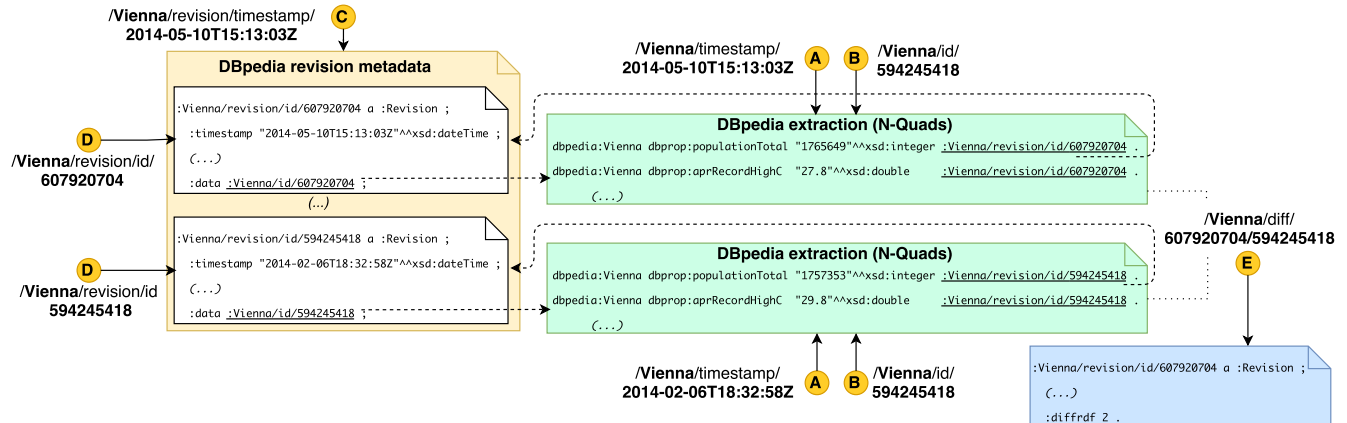 /Vienna/revision/timestamp/
2014-05-10T15:13:03Z
C
DBpedia revision metadata
:Vienna/revision/id/607920704 a :Revision ;
:timestamp "2014-05-10T15:13:03Z"^^xsd:dateTime ;
(...)
:data :Vienna/id/607920704 ;
(...)
:Vienna/revision/id/594245418 a :Revision ;
:timestamp "2014-02-06T18:32:58Z"^^xsd:dateTime ;
(...)
:data :Vienna/id/594245418 ;
D
/Vienna/revision/id/
607920704
D
/Vienna/revision/id
594245418
/Vienna/timestamp/
2014-05-10T15:13:03Z
A
B
/Vienna/id/
594245418
DBpedia extraction (N-Quads)
dbpedia:Vienna dbprop:populationTotal "1765649"^^xsd:integer :Vienna/revision/id/607920704 .
dbpedia:Vienna dbprop:aprRecordHighC "27.8"^^xsd:double :Vienna/revision/id/607920704 .
(...)
DBpedia extraction (N-Quads)
dbpedia:Vienna dbprop:populationTotal "1757353"^^xsd:integer :Vienna/revision/id/594245418 .
dbpedia:Vienna dbprop:aprRecordHighC "29.8"^^xsd:double :Vienna/revision/id/594245418 .
(...)
/Vienna/timestamp/
2014-02-06T18:32:58Z
A
B
/Vienna/id/
594245418
/Vienna/diff/
607920704/594245418
E
:Vienna/revision/id/607920704 a :Revision ;
(...)
:diffrdf 2 .